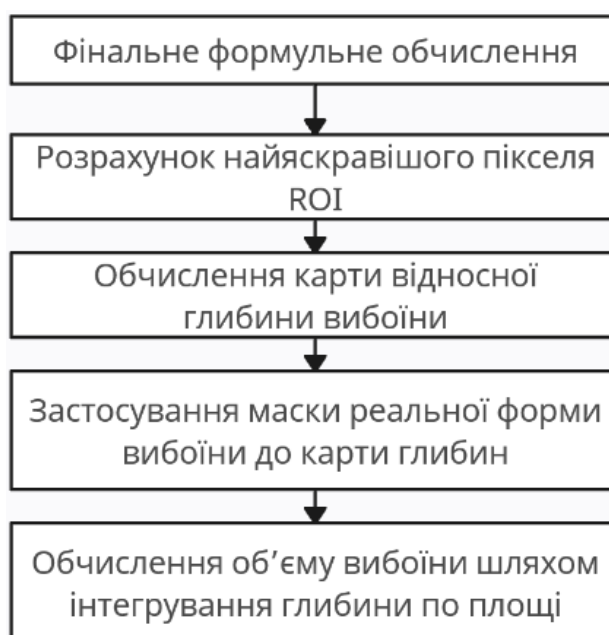 Фінальне формульне обчислення
Розрахунок найяскравішого пікселя
ROI
Обчислення карти відносної
глибини вибоїни
Застосування маски реальної форми
вибоїни до карти глибин
Обчислення об’єму вибоїни шляхом
інтегрування глибини по площі